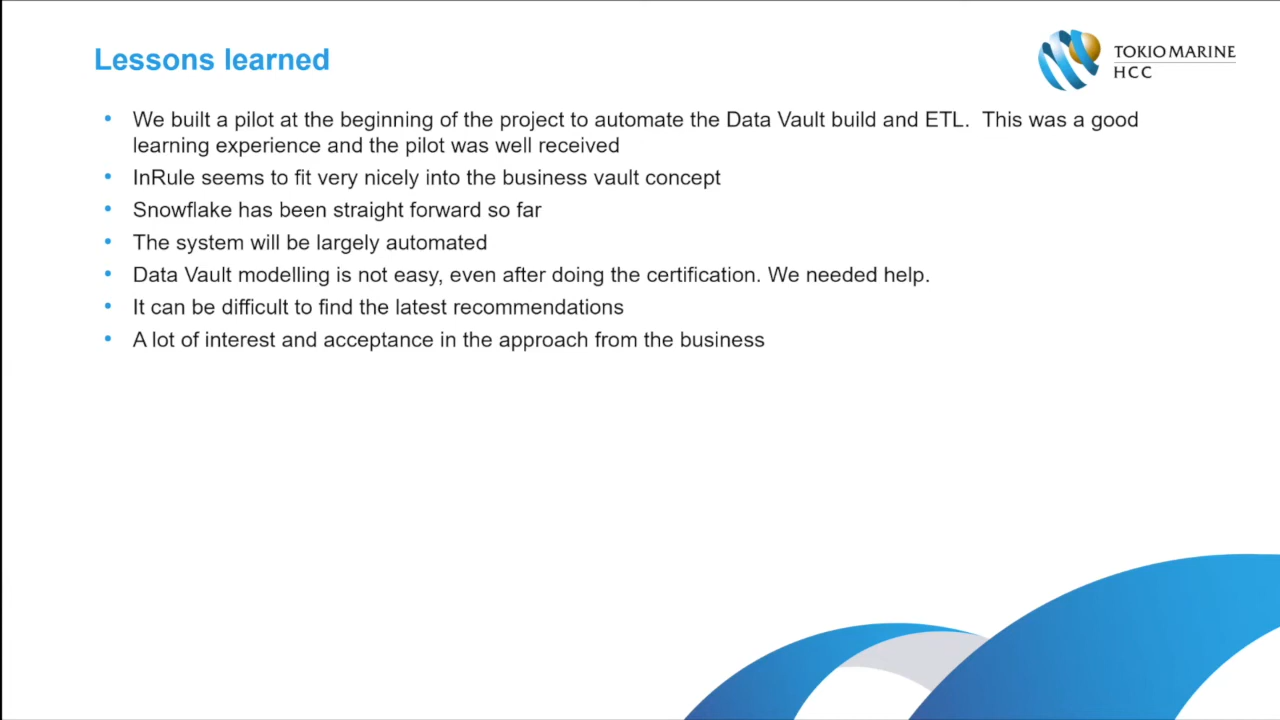 Lessons learned
TOKIO MARINE
HCC
• We built a pilot at the beginning of the project to automate the Data Vault build and ETL.  This was a good
learning experience and the pilot was well received
• InRule seems to fit very nicely into the business vault concept
• Snowflake has been straight forward so far
• The system will be largely automated
• Data Vault modelling is not easy, even after doing the certification. We needed help.
• It can be difficult to find the latest recommendations
• A lot of interest and acceptance in the approach from the business